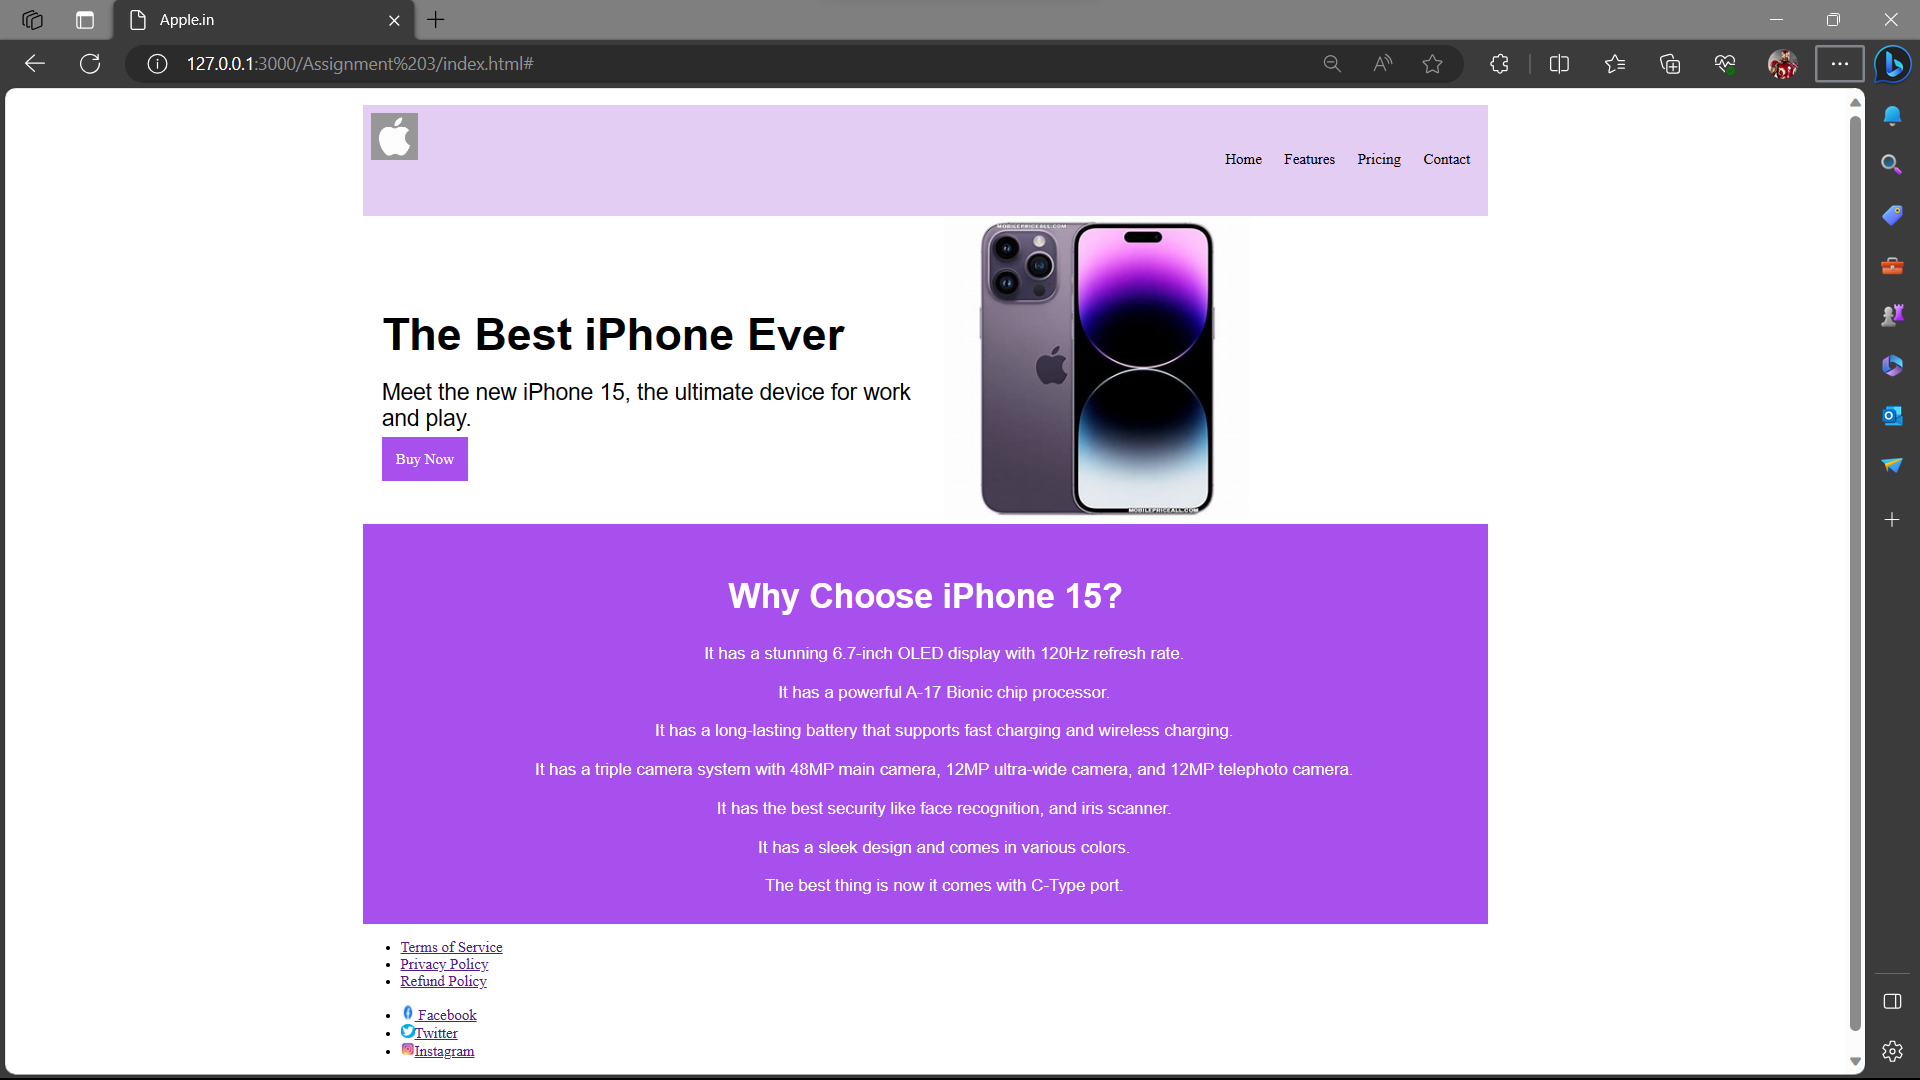 Apple.in
127.0.0.1:3000/Assignment%203/index.html#
Home Features Pricing Contact
MOBILEPRICEALL.COM
The Best iPhone Ever
Meet the new iPhone 15, the ultimate device for work
and play.
Buy Now
MOBILEPRICEALL.COM
Why Choose iPhone 15?
It has a stunning 6.7-inch OLED display with 120Hz refresh rate.
It has a powerful A-17 Bionic chip processor.
It has a long-lasting battery that supports fast charging and wireless charging.
It has a triple camera system with 48MP main camera, 12MP ultra-wide camera, and 12MP telephoto camera.
It has the best security like face recognition, and iris scanner.
It has a sleek design and comes in various colors.
The best thing is now it comes with C-Type port.
Terms of Service
Privacy Policy
Refund Policy
Facebook
Twitter
Instagram